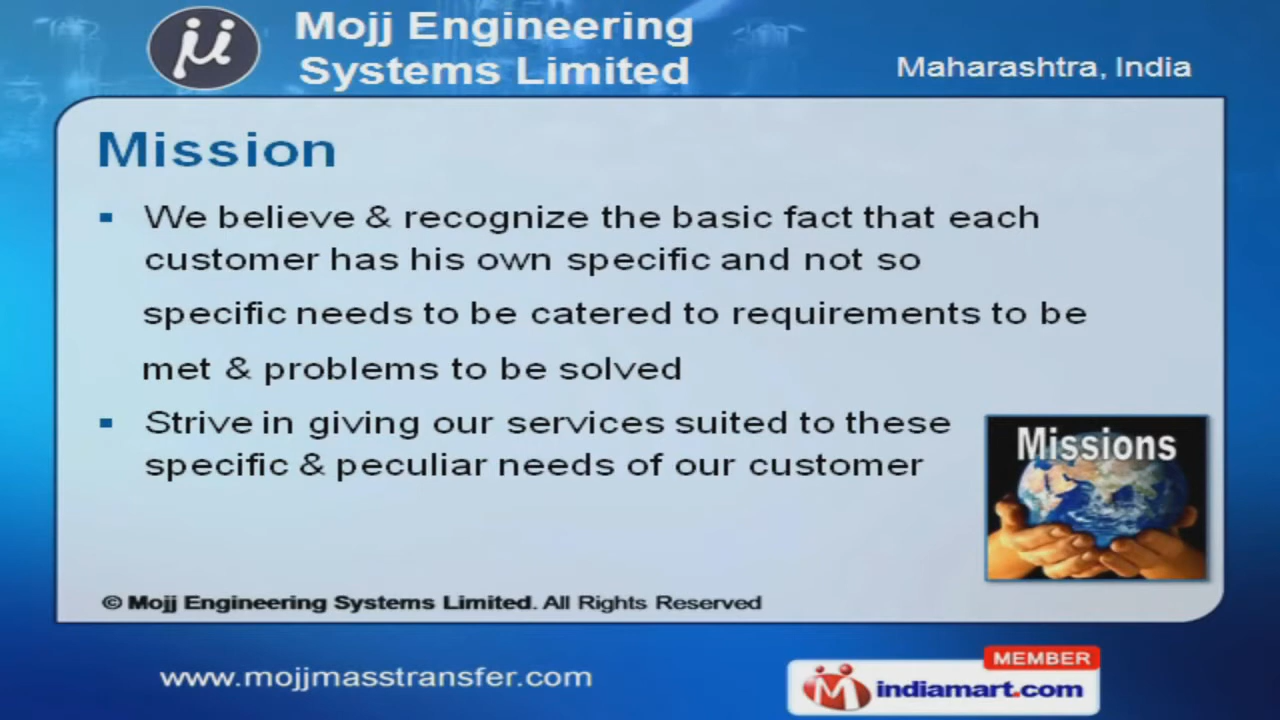 Mojj Engineering
Systems Limited
Maharashtra, India
Mission
▪ We believe & recognize the basic fact that each
customer has his own specific and not so
specific needs to be catered to requirements to be
met & problems to be solved
▪ Strive in giving our services suited to these
specific & peculiar needs of our customer
Missions
© Mojj Engineering Systems Limited. All Rights Reserved
www.mojjmasstransfer.com
MEMBER
indiamart.com